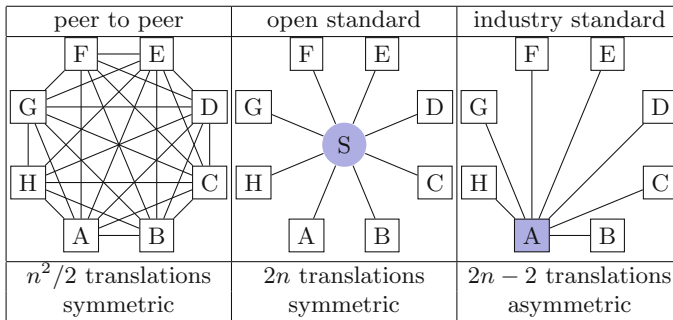 peer to peer
open standard
industry standard
F E
G D
H C
A B
F E
G D
S
H C
A B
F E
G D
H C
A B
n²/2 translations
symmetric
2n translations
symmetric
2n − 2 translations
asymmetric